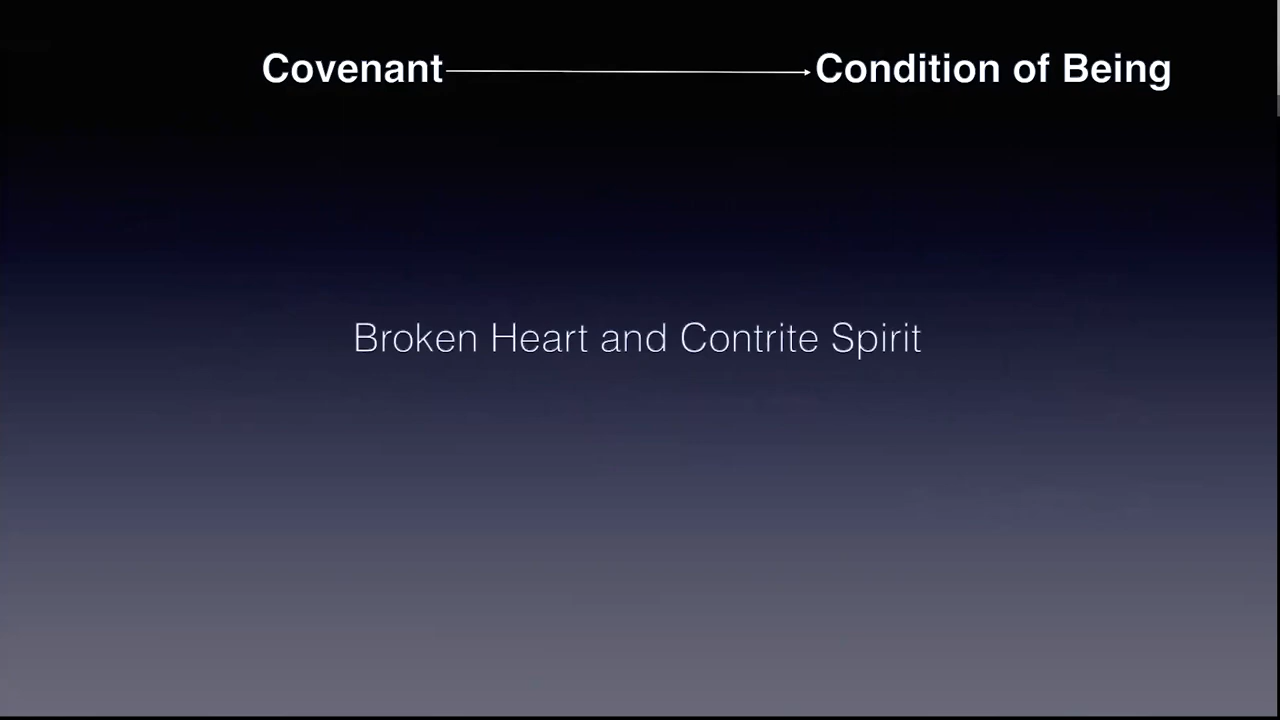 Covenant Condition of Being
Broken Heart and Contrite Spirit